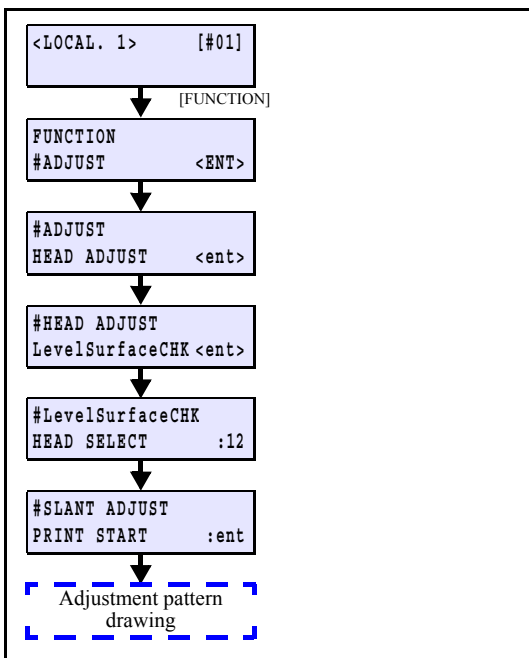 <LOCAL. 1> [#01]
[FUNCTION]
FUNCTION
#ADJUST <ENT>
#ADJUST
HEAD ADJUST <ent>
#HEAD ADJUST
LevelSurfaceCHK <ent>
#LevelSurfaceCHK
HEAD SELECT :12
#SLANT ADJUST
PRINT START :ent
Adjustment pattern
drawing